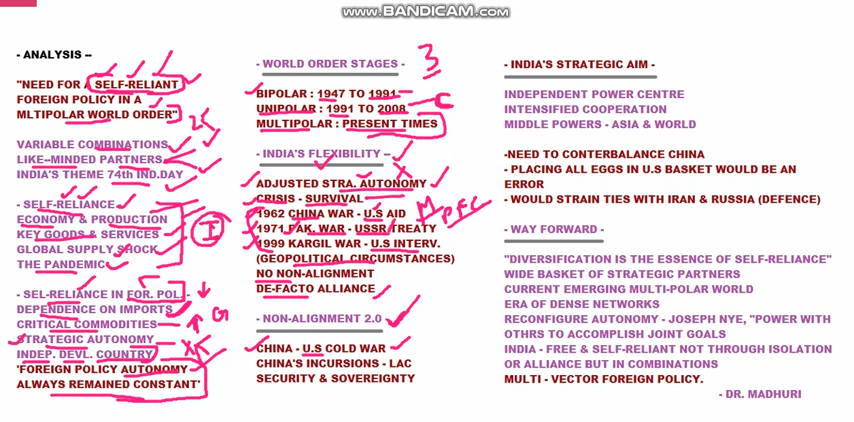 WWW.BANDICAM.COM
- ANALYSIS --
"NEED FOR A SELF-RELIANT
FOREIGN POLICY IN A
MLTIPOLAR WORLD ORDER"
VARIABLE COMBINATIONS
LIKE--MINDED PARTNERS
INDIA'S THEME 74th IND.DAY
- SELF-RELIANCE
ECONOMY & PRODUCTION
KEY GOODS & SERVICES
GLOBAL SUPPLY SHOCK
THE PANDEMIC
I
- SEL-RELIANCE IN FOR. POL. -
DEPENDENCE ON IMPORTS
CRITICAL COMMODITIES
G
STRATEGIC AUTONOMY
INDEP. DEVL. COUNTRY
'FOREIGN POLICY AUTONOMY
ALWAYS REMAINED CONSTANT'
- WORLD ORDER STAGES -
3
BIPOLAR : 1947 TO 1991
UNIPOLAR : 1991 TO 2008
C
MULTIPOLAR : PRESENT TIMES
- INDIA'S FLEXIBILITY --
ADJUSTED STRA. AUTONOMY
CRISIS - SURVIVAL
1962 CHINA WAR - U.S AID
1971 PAK. WAR - USSR TREATY
1999 KARGIL WAR - U.S INTERV.
(GEOPOLITICAL CIRCUMSTANCES)
NO NON-ALIGNMENT
DE-FACTO ALLIANCE
- NON-ALIGNMENT 2.0
CHINA - U.S COLD WAR
CHINA'S INCURSIONS - LAC
SECURITY & SOVEREIGNTY
- INDIA'S STRATEGIC AIM -
INDEPENDENT POWER CENTRE
INTENSIFIED COOPERATION
MIDDLE POWERS - ASIA & WORLD
-NEED TO CONTERBALANCE CHINA
- PLACING ALL EGGS IN U.S BASKET WOULD BE AN
ERROR
- WOULD STRAIN TIES WITH IRAN & RUSSIA (DEFENCE)
- WAY FORWARD -
"DIVERSIFICATION IS THE ESSENCE OF SELF-RELIANCE"
WIDE BASKET OF STRATEGIC PARTNERS
CURRENT EMERGING MULTI-POLAR WORLD
ERA OF DENSE NETWORKS
RECONFIGURE AUTONOMY - JOSEPH NYE, "POWER WITH
OTHRS TO ACCOMPLISH JOINT GOALS
INDIA - FREE & SELF-RELIANT NOT THROUGH ISOLATION
OR ALLIANCE BUT IN COMBINATIONS
MULTI - VECTOR FOREIGN POLICY.
- DR. MADHURI